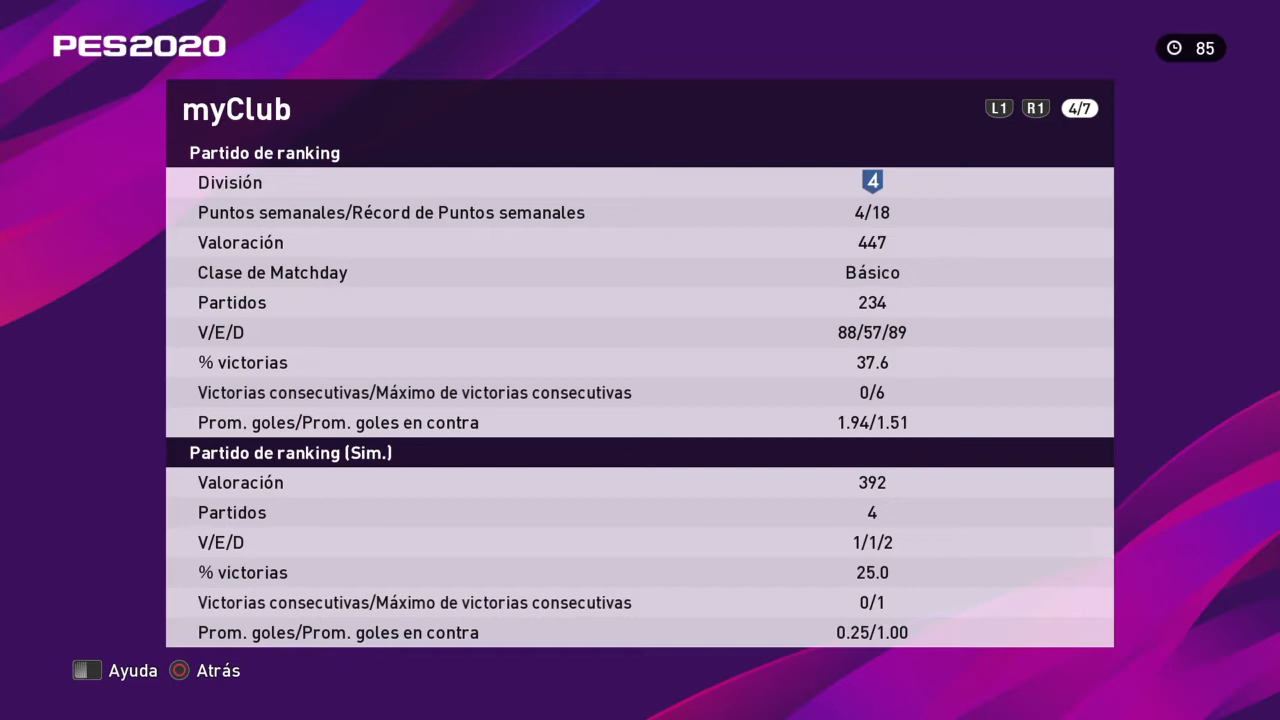 PES2020
85
myClub
L1 R1 4/7
Partido de ranking
División 4
Puntos semanales/Récord de Puntos semanales 4/18
Valoración 447
Clase de Matchday Básico
Partidos 234
V/E/D 88/57/89
% victorias 37.6
Victorias consecutivas/Máximo de victorias consecutivas 0/6
Prom. goles/Prom. goles en contra 1.94/1.51
Partido de ranking (Sim.)
Valoración 392
Partidos 4
V/E/D 1/1/2
% victorias 25.0
Victorias consecutivas/Máximo de victorias consecutivas 0/1
Prom. goles/Prom. goles en contra 0.25/1.00
Ayuda Atrás